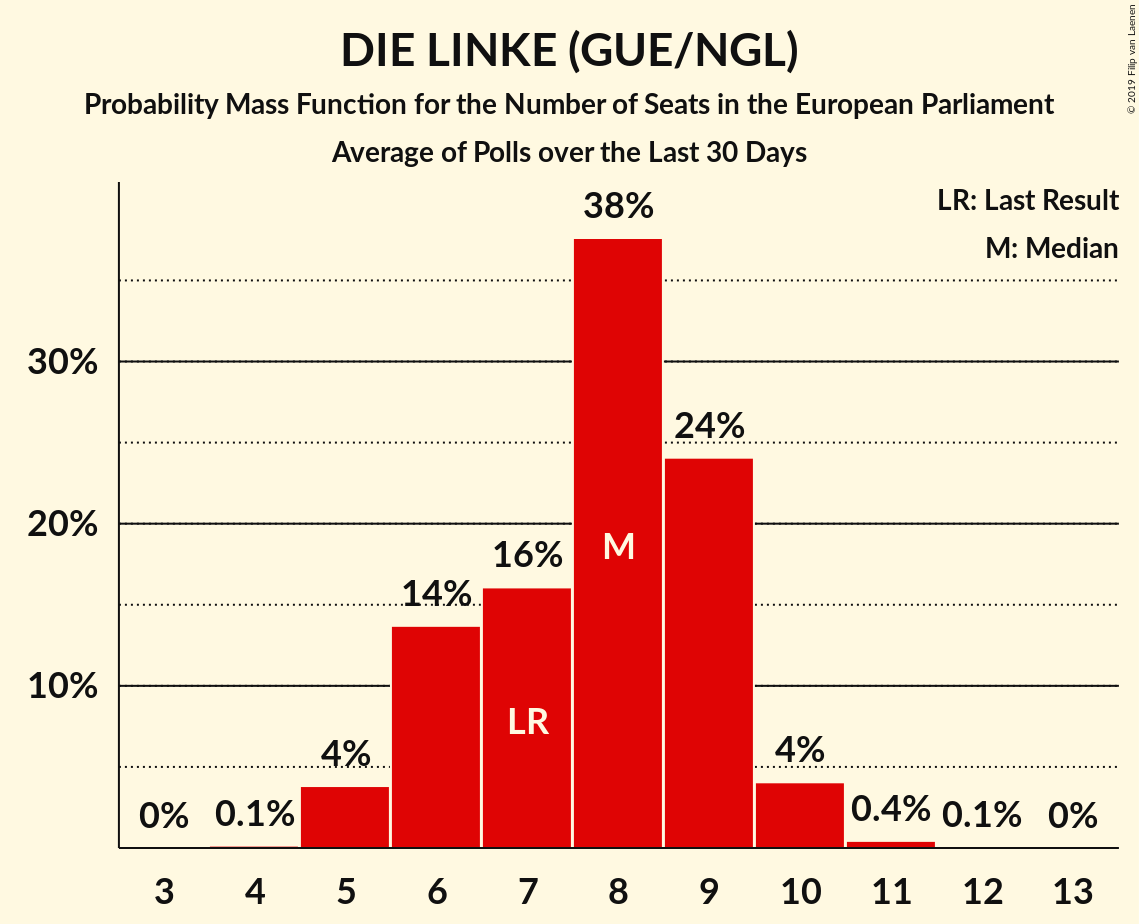 DIE LINKE (GUE/NGL)
Probability Mass Function for the Number of Seats in the European Parliament
Average of Polls over the Last 30 Days
© 2019 Filip van Laenen
LR: Last Result
M: Median
38%
30%
24%
20%
16%
14%
M
10%
LR
4%
4%
0%
0.1%
0.4%
0.1%
0%
3 4 5 6 7 8 9 10 11 12 13